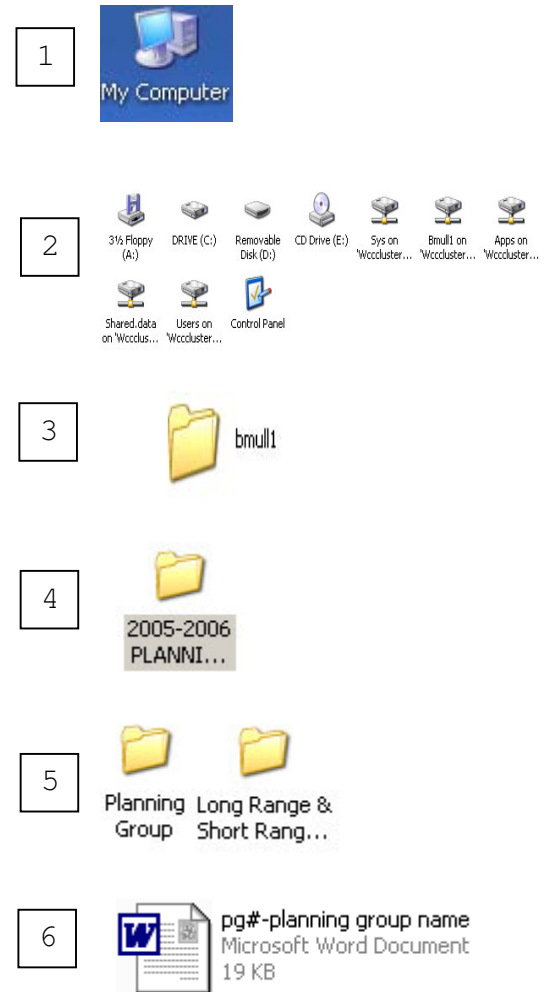 1
My Computer
2
3½ Floppy (A:)
DRIVE (C:)
Removable Disk (D:)
CD Drive (E:)
Sys on 'Wcccluster...
Bmull1 on 'Wcccluster...
Apps on 'Wcccluster...
Shared.data on 'Wccclus...
Users on 'Wcccluster...
Control Panel
3
bmull1
4
2005-2006
PLANNI...
5
Planning
Group
Long Range &
Short Rang...
6
pg#-planning group name
Microsoft Word Document
19 KB